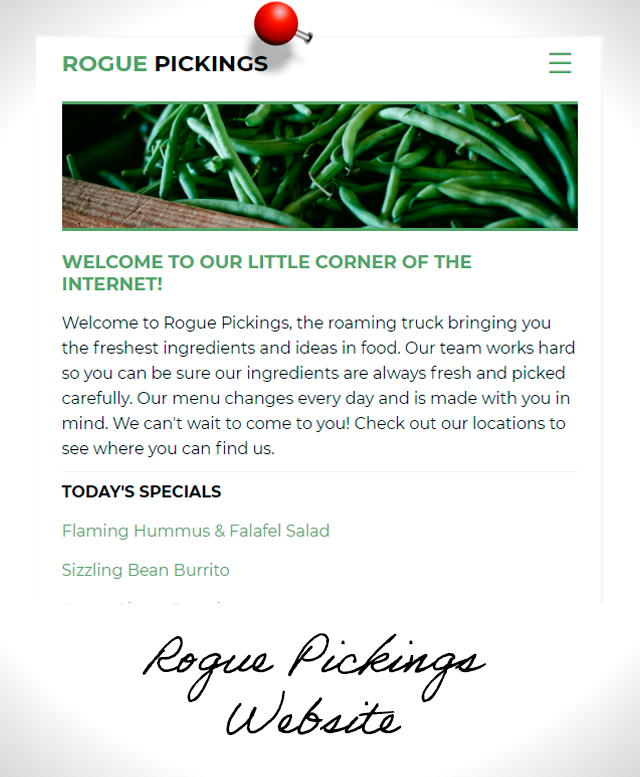 ROGUE PICKINGS
WELCOME TO OUR LITTLE CORNER OF THE
INTERNET!
Welcome to Rogue Pickings, the roaming truck bringing you
the freshest ingredients and ideas in food. Our team works hard
so you can be sure our ingredients are always fresh and picked
carefully. Our menu changes every day and is made with you in
mind. We can't wait to come to you! Check out our locations to
see where you can find us.
TODAY'S SPECIALS
Flaming Hummus & Falafel Salad
Sizzling Bean Burrito
Rogue Pickings
Website